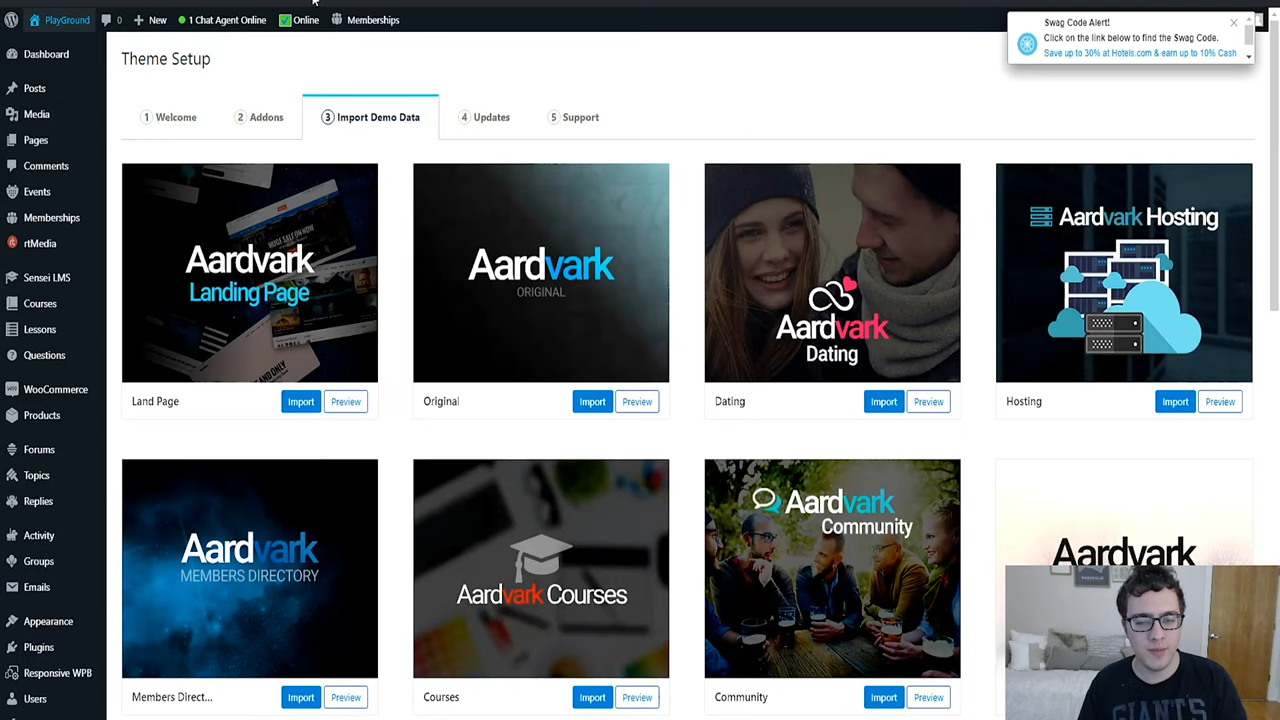 PlayGround
0
New
1 Chat Agent Online
Online
Memberships
Swag Code Alert!
Click on the link below to find the Swag Code.
Save up to 30% at Hotels.com & earn up to 10% Cash
Dashboard
Posts
Media
Pages
Comments
Events
Memberships
rtMedia
Sensei LMS
Courses
Lessons
Questions
WooCommerce
Products
Forums
Topics
Replies
Activity
Groups
Emails
Appearance
Plugins
Responsive WPB
Users
Theme Setup
1 Welcome
2 Addons
3 Import Demo Data
4 Updates
5 Support
Aardvark
Landing Page
Land Page
Import
Preview
Aardvark
ORIGINAL
Original
Import
Preview
Aardvark
Dating
Dating
Import
Preview
Aardvark Hosting
Hosting
Import
Preview
Aardvark
MEMBERS DIRECTORY
Members Direct...
Import
Preview
Aardvark Courses
Courses
Import
Preview
Aardvark
Community
Community
Import
Preview
Aardvark
GIANTS